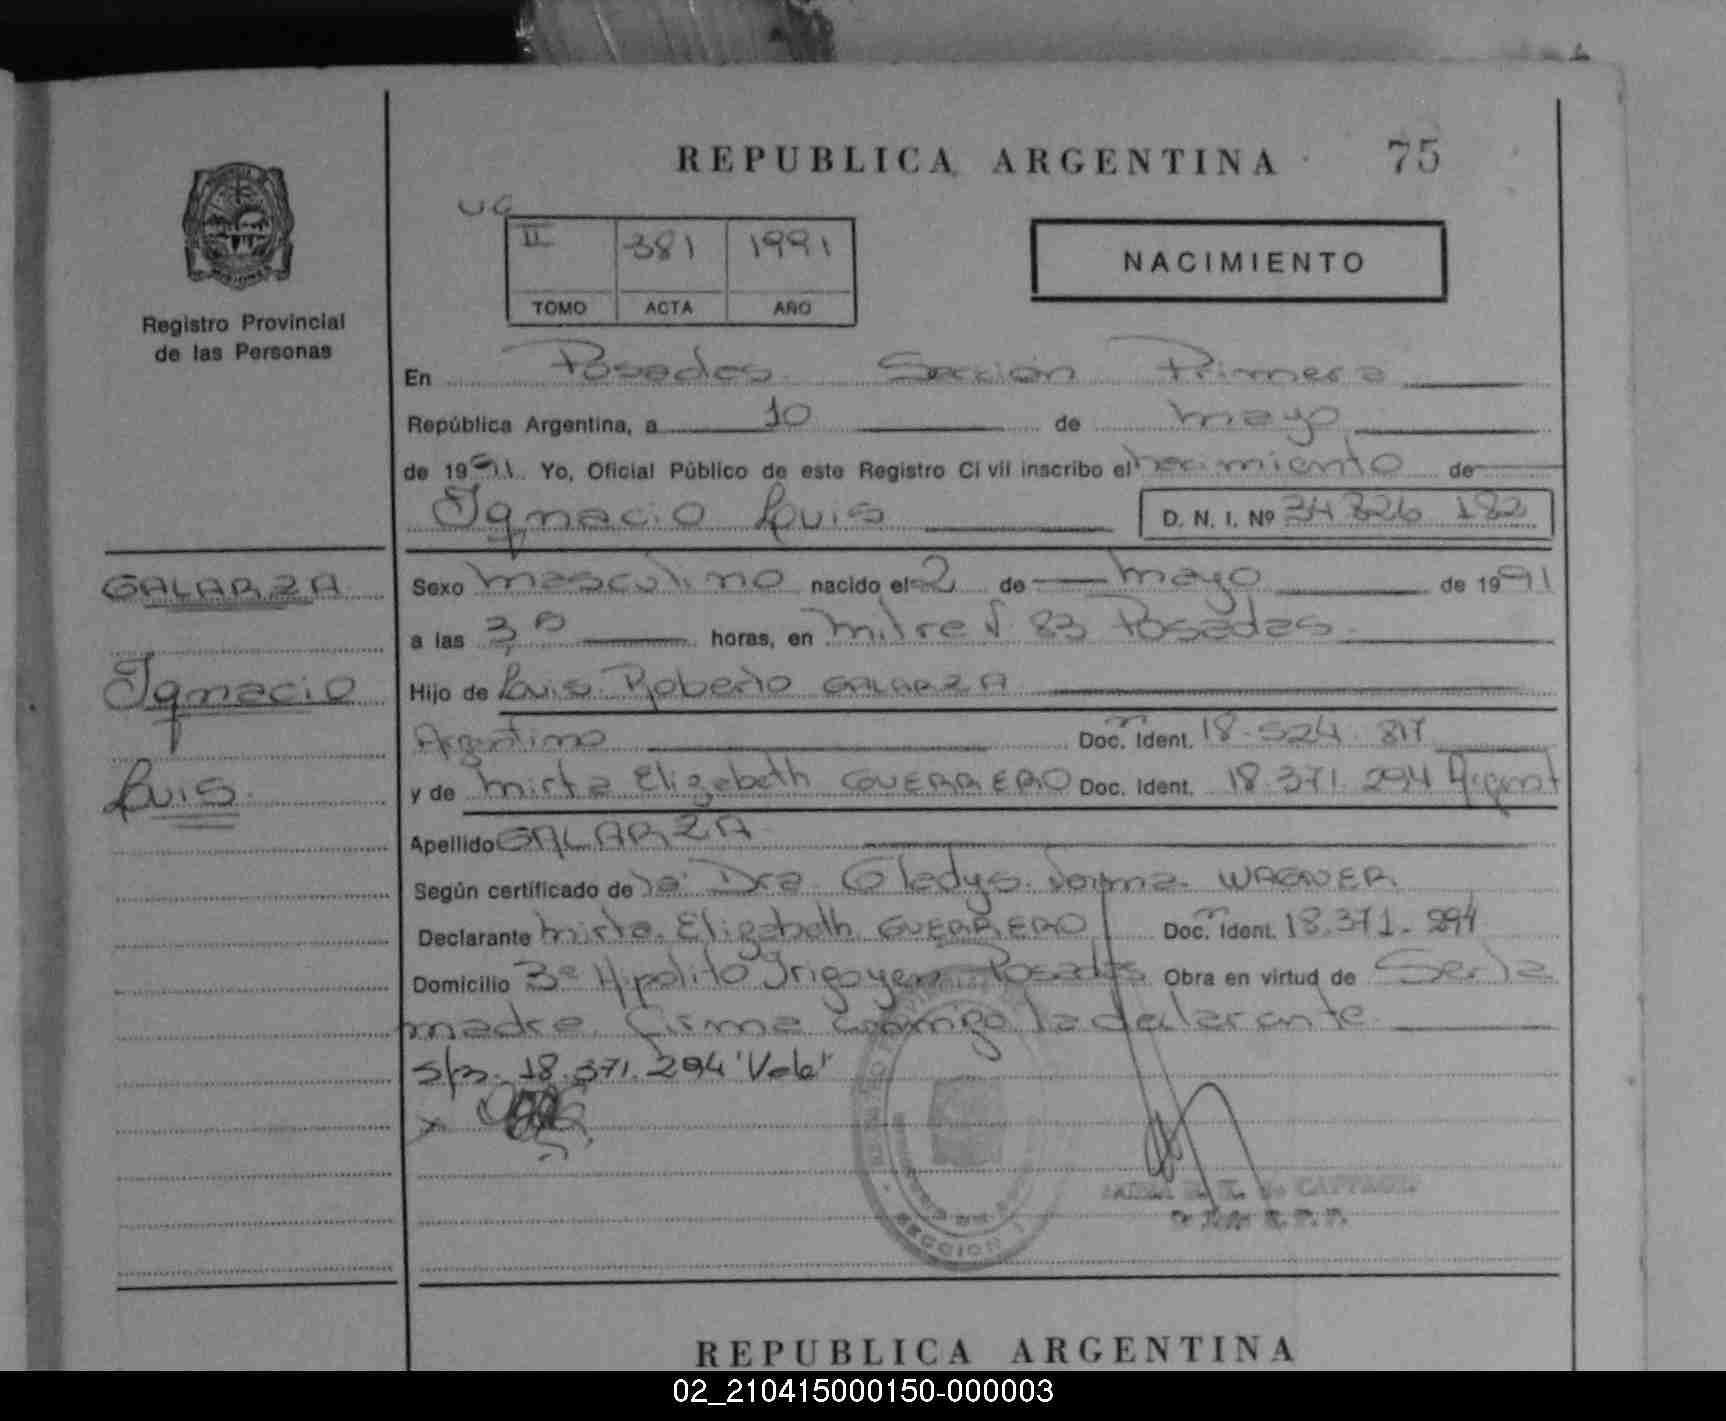 REPUBLICA ARGENTINA 75
UG
II 381 1991
TOMO ACTA AÑO
NACIMIENTO
MISIONES
Registro Provincial
de las Personas
En Posadas Sección Primera
República Argentina, a 10 de mayo
de 1991. Yo, Oficial Público de este Registro Civil inscribo el nacimiento de
Ignacio Luis D. N. I. Nº 34826 182
GALARZA
Ignacio
Luis
Sexo masculino nacido el 2 de mayo de 1991
a las 3 horas, en mitre 83 Posadas
Hijo de Luis Roberto GALARZA
Argentino Doc. Ident. 18.524.817
y de mirta Elizabeth GUERRERO Doc. Ident. 18.371.294 Argent
Apellido GALARZA
Según certificado de la Dra. Gladys Norma WAGNER
Declarante mirta Elizabeth GUERRERO Doc. Ident. 18.371.294
Domicilio Hipolito Irigoyen Posadas Obra en virtud de Ser la
madre. Firma conmigo la declarante
S/B. 18.371.294 'Vale'
x
SECCION 1
REPUBLICA ARGENTINA
02_210415000150-000003